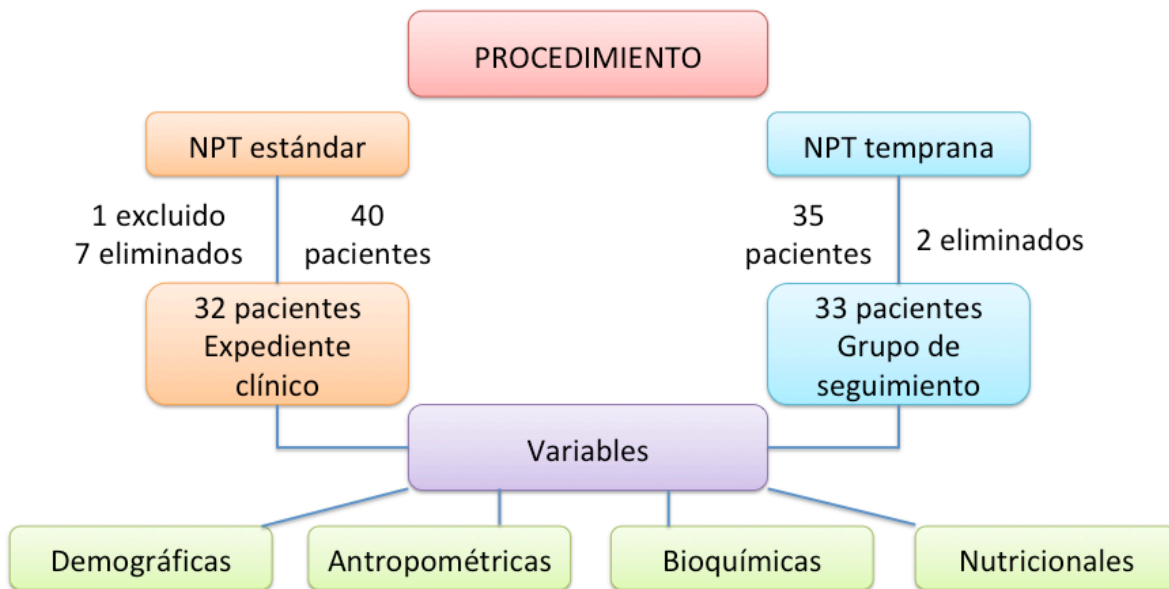 PROCEDIMIENTO
NPT estándar
NPT temprana
1 excluido
7 eliminados
40
pacientes
35
pacientes
2 eliminados
32 pacientes
Expediente
clínico
33 pacientes
Grupo de
seguimiento
Variables
Demográficas
Antropométricas
Bioquímicas
Nutricionales